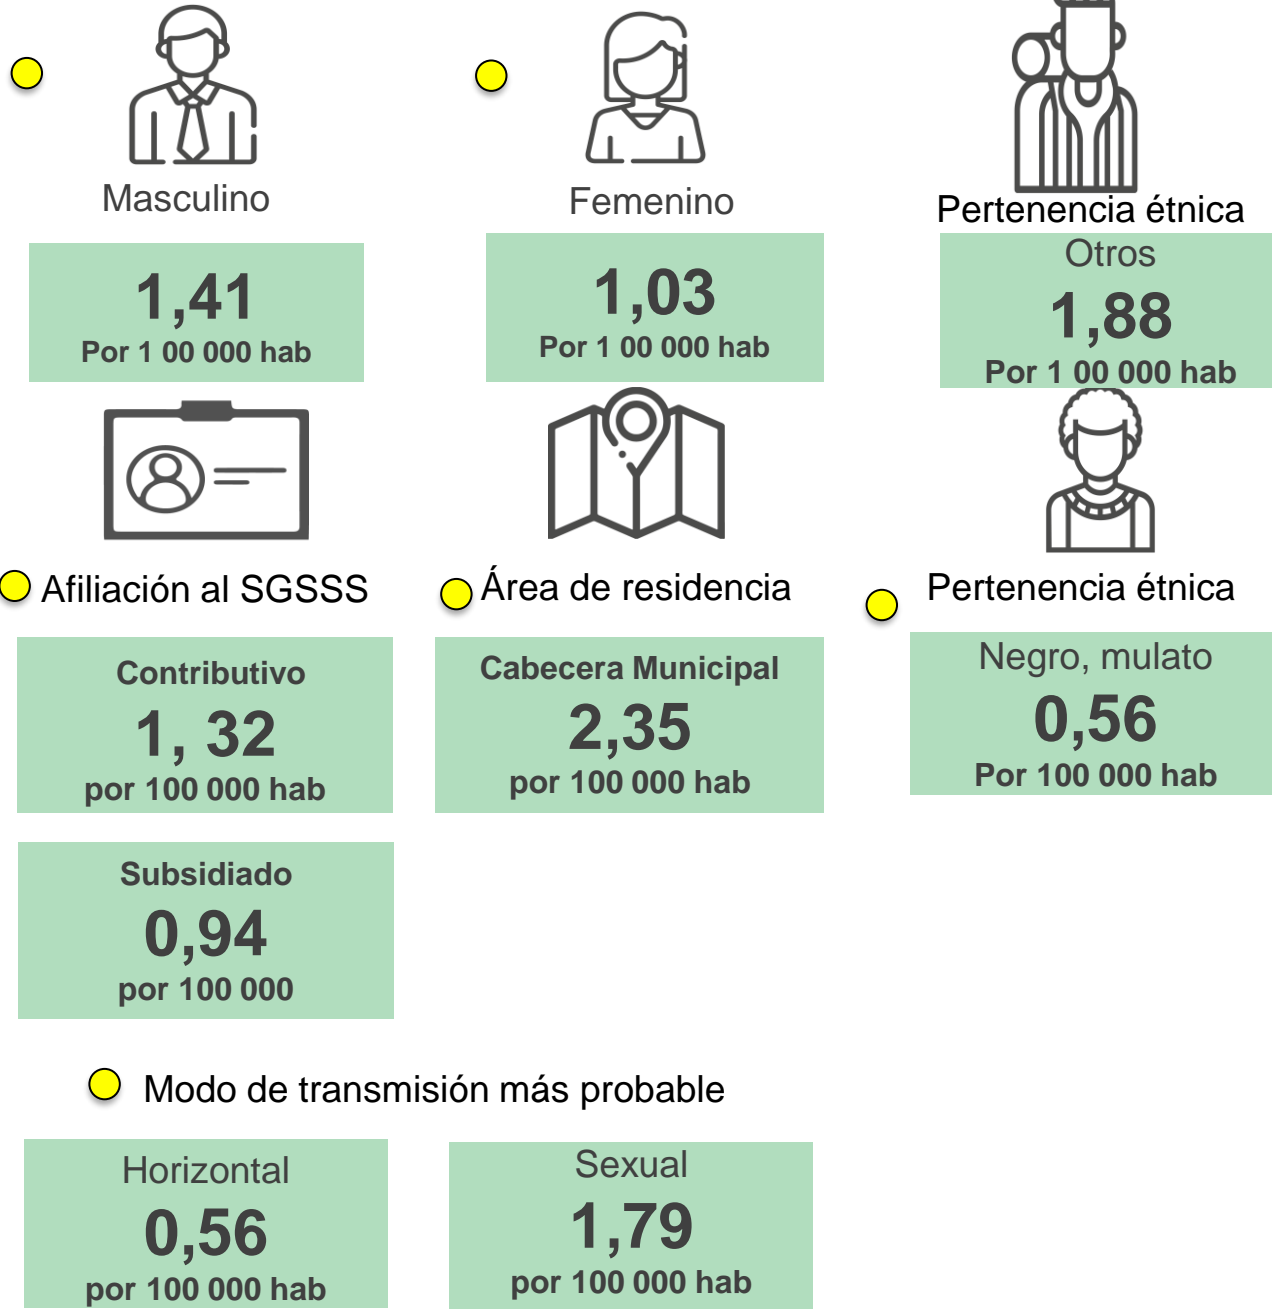 Masculino
1,41
Por 1 00 000 hab
Femenino
1,03
Por 1 00 000 hab
Pertenencia étnica
Otros
1,88
Por 1 00 000 hab
Afiliación al SGSSS
Contributivo
1, 32
por 100 000 hab
Subsidiado
0,94
por 100 000
Área de residencia
Cabecera Municipal
2,35
por 100 000 hab
Pertenencia étnica
Negro, mulato
0,56
Por 100 000 hab
Modo de transmisión más probable
Horizontal
0,56
por 100 000 hab
Sexual
1,79
por 100 000 hab